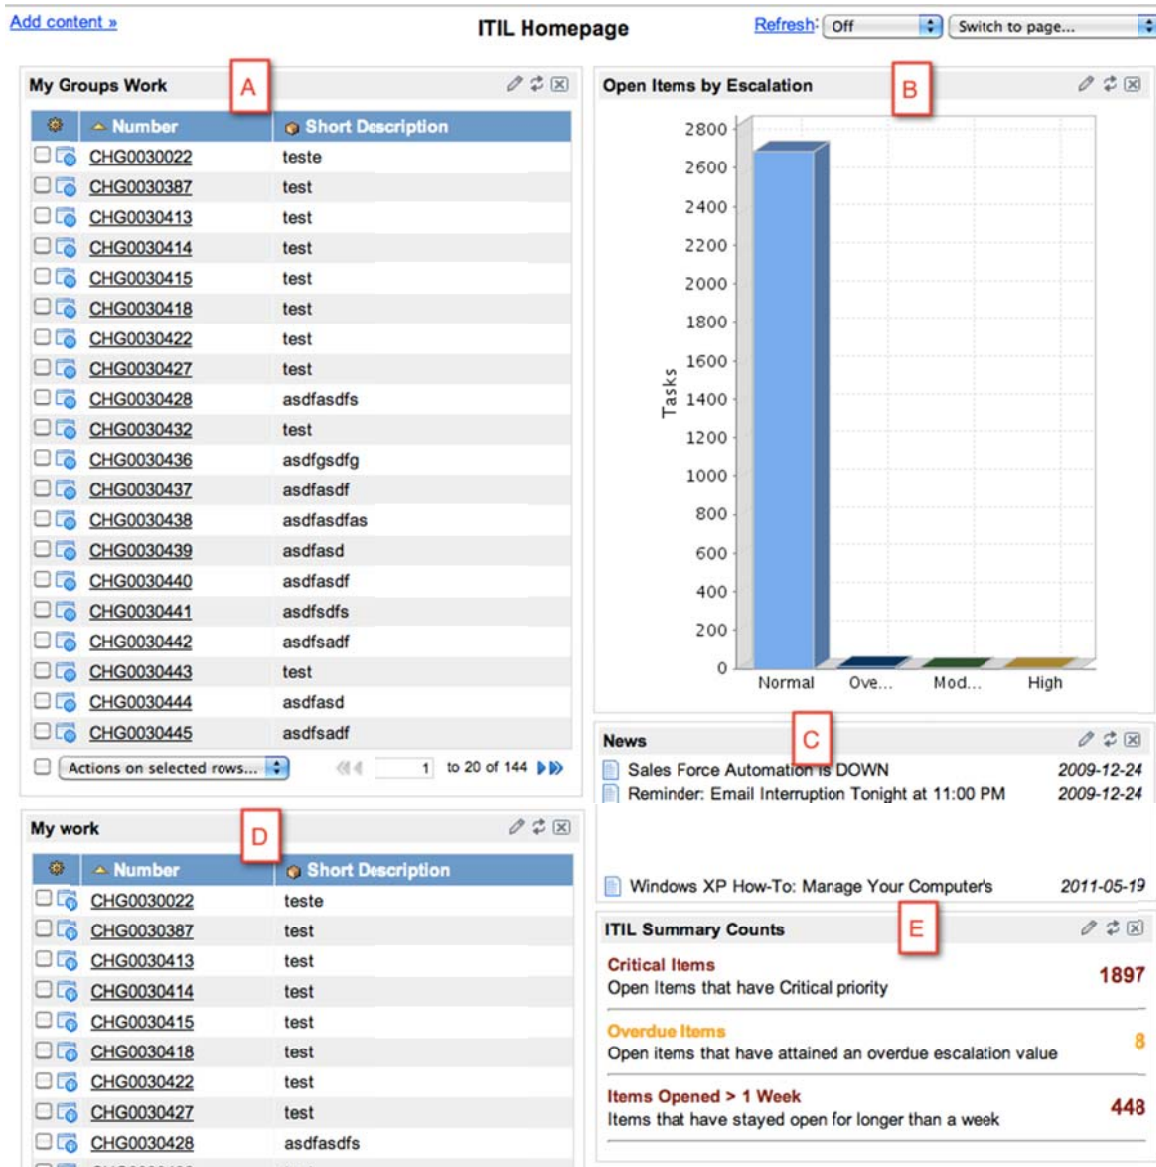 Add content »
ITIL Homepage
Refresh: Off
Switch to page...
My Groups Work
A
Number Short Description
CHG0030022 teste
CHG0030387 test
CHG0030413 test
CHG0030414 test
CHG0030415 test
CHG0030418 test
CHG0030422 test
CHG0030427 test
CHG0030428 asdfasdfs
CHG0030432 test
CHG0030436 asdfgsdfg
CHG0030437 asdfasdf
CHG0030438 asdfasdfas
CHG0030439 asdfasd
CHG0030440 asdfasdf
CHG0030441 asdfsdfs
CHG0030442 asdfsadf
CHG0030443 test
CHG0030444 asdfasd
CHG0030445 asdfsadf
Actions on selected rows... 1 to 20 of 144
My work
D
Number Short Description
CHG0030022 teste
CHG0030387 test
CHG0030413 test
CHG0030414 test
CHG0030415 test
CHG0030418 test
CHG0030422 test
CHG0030427 test
CHG0030428 asdfasdfs
Open Items by Escalation
B
2800
2600
2400
2200
2000
1800
1600
1400
1200
1000
800
600
400
200
0
Tasks
Normal Ove... Mod... High
News
C
Sales Force Automation is DOWN 2009-12-24
Reminder: Email Interruption Tonight at 11:00 PM 2009-12-24
Windows XP How-To: Manage Your Computer's 2011-05-19
ITIL Summary Counts
E
Critical Items
Open Items that have Critical priority
1897
Overdue Items
Open items that have attained an overdue escalation value
8
Items Opened > 1 Week
Items that have stayed open for longer than a week
448